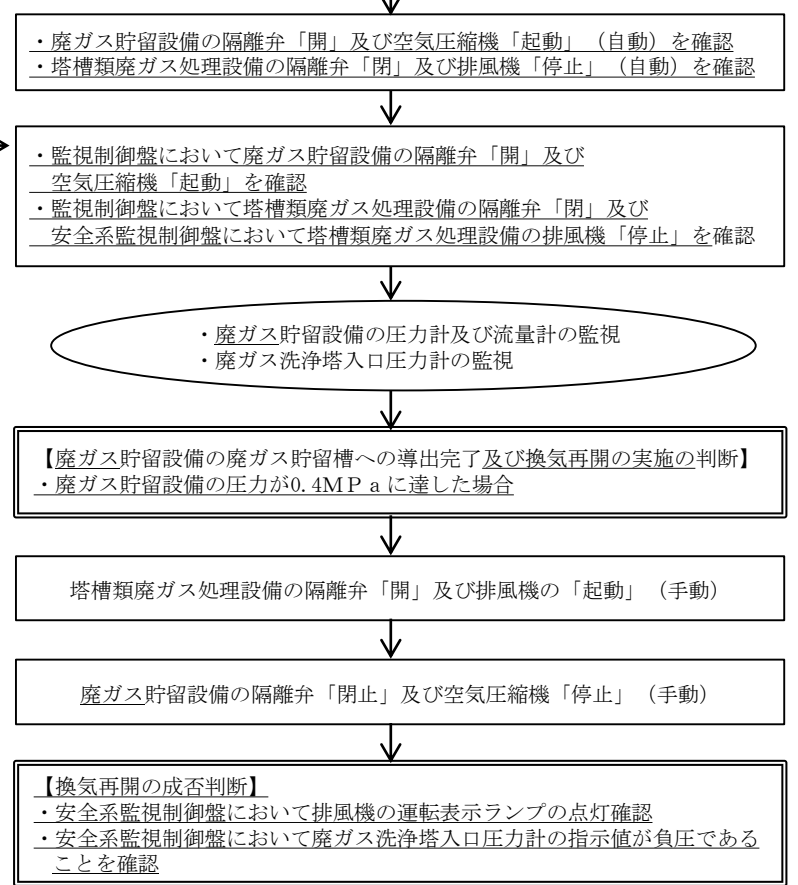 ・廃ガス貯留設備の隔離弁「開」及び空気圧縮機「起動」（自動）を確認
・塔槽類廃ガス処理設備の隔離弁「閉」及び排風機「停止」（自動）を確認
・監視制御盤において廃ガス貯留設備の隔離弁「開」及び
空気圧縮機「起動」を確認
・監視制御盤において塔槽類廃ガス処理設備の隔離弁「閉」及び
安全系監視制御盤において塔槽類廃ガス処理設備の排風機「停止」を確認
・廃ガス貯留設備の圧力計及び流量計の監視
・廃ガス洗浄塔入口圧力計の監視
【廃ガス貯留設備の廃ガス貯留槽への導出完了及び換気再開の実施の判断】
・廃ガス貯留設備の圧力が0.4ＭＰａに達した場合
塔槽類廃ガス処理設備の隔離弁「開」及び排風機の「起動」（手動）
廃ガス貯留設備の隔離弁「閉止」及び空気圧縮機「停止」（手動）
【換気再開の成否判断】
・安全系監視制御盤において排風機の運転表示ランプの点灯確認
・安全系監視制御盤において廃ガス洗浄塔入口圧力計の指示値が負圧である
ことを確認